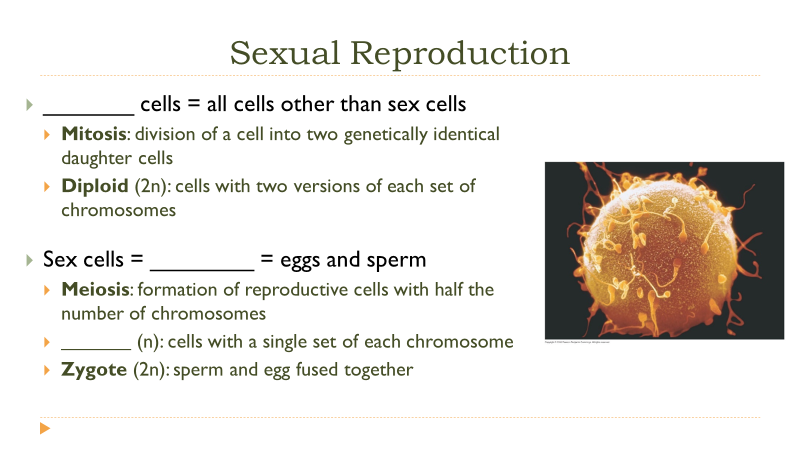 Sexual Reproduction
________ cells = all cells other than sex cells
Mitosis: division of a cell into two genetically identical
daughter cells
Diploid (2n): cells with two versions of each set of
chromosomes
Sex cells = _________ = eggs and sperm
Meiosis: formation of reproductive cells with half the
number of chromosomes
_______ (n): cells with a single set of each chromosome
Zygote (2n): sperm and egg fused together